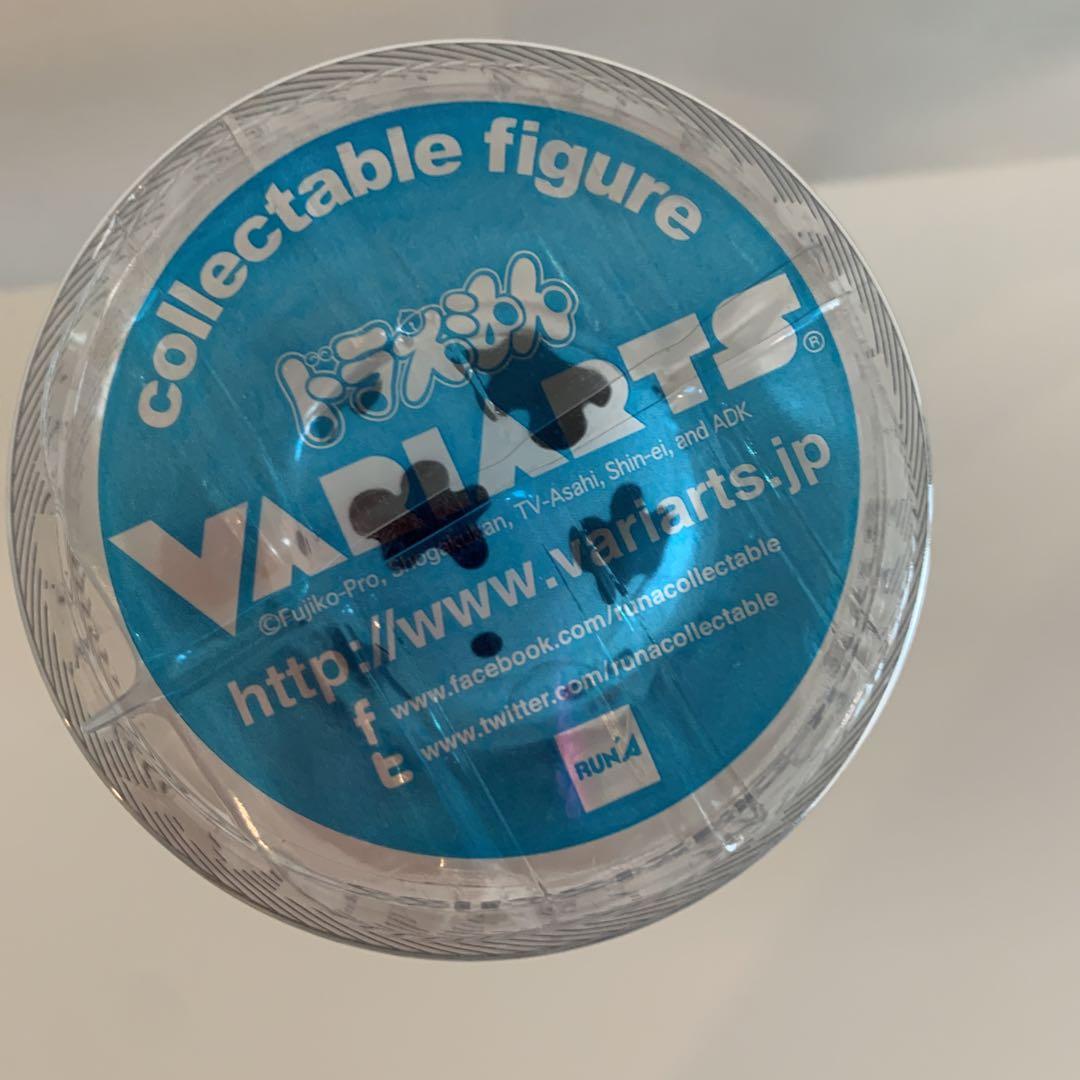 collectable figure
ドラえもん
VARIARTS®
©Fujiko-Pro, Shogakukan, TV-Asahi, Shin-ei, and ADK
http://www.variarts.jp
f www.facebook.com/runacollectable
t www.twitter.com/runacollectable
RUN'A